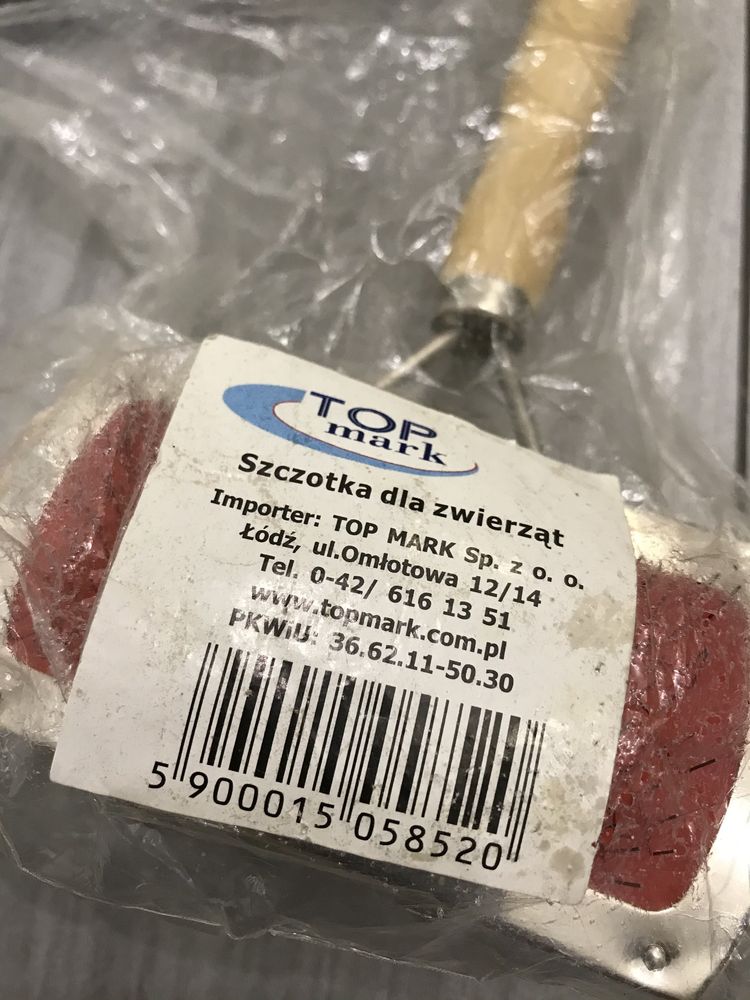 TOP
mark
Szczotka dla zwierząt
Importer: TOP MARK Sp. z o. o.
Łódź, ul.Omłotowa 12/14
Tel. 0-42/ 616 13 51
www.topmark.com.pl
PKWiU: 36.62.11-50.30
5 900015 058520